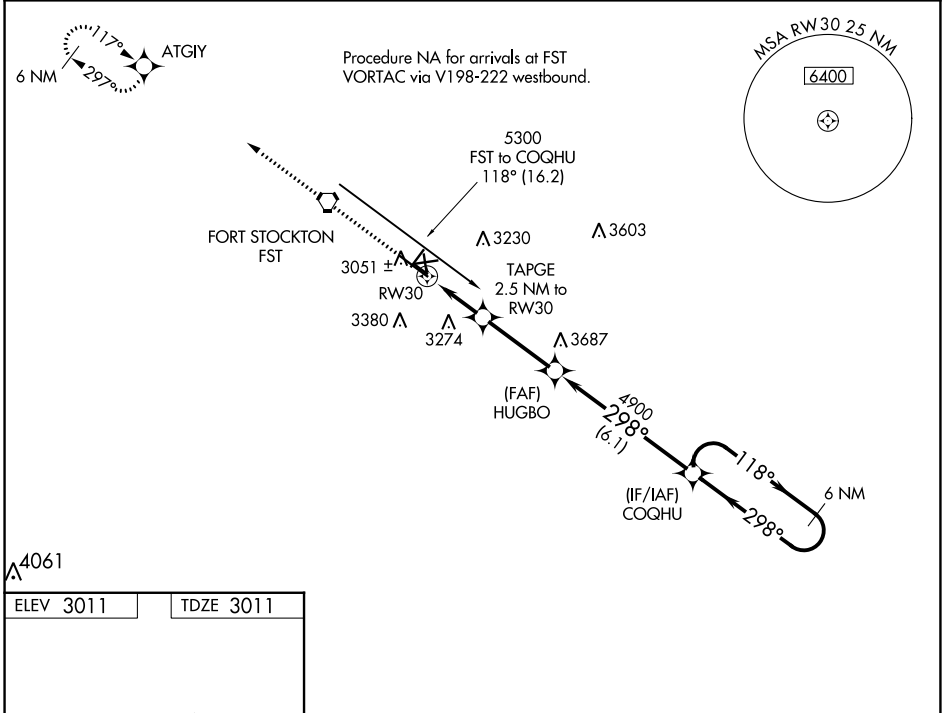 117°
ATGIY
6 NM
297°
Procedure NA for arrivals at FST
VORTAC via V198-222 westbound.
MSA RW30 25 NM
6400
5300
FST to COQHU
118° (16.2)
FORT STOCKTON
FST
3230
3603
3051 ±
RW30
TAPGE
2.5 NM to
RW30
3380
3274
3687
(FAF)
HUGBO
4900
298°
(6.1)
(IF/IAF)
COQHU
118°
6 NM
298°
4061
ELEV 3011
TDZE 3011